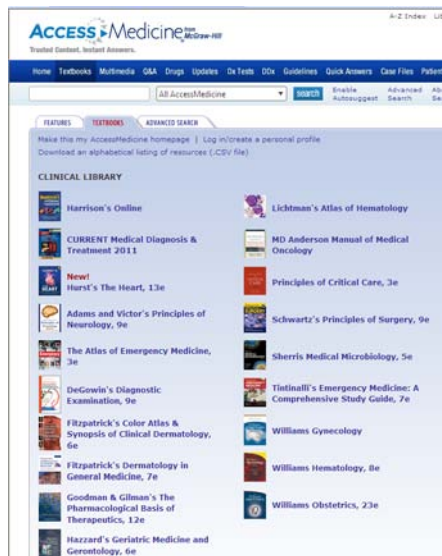 A-Z Index
ACCESS Medicine from McGraw-Hill
Trusted Content. Instant Answers.
Home Textbooks Multimedia Q&A Drugs Updates Dx Tests DDx Guidelines Quick Answers Case Files Patient
All AccessMedicine search Enable Autosuggest Advanced Search
FEATURES TEXTBOOKS ADVANCED SEARCH
Make this my AccessMedicine homepage | Log in/create a personal profile
Download an alphabetical listing of resources (.CSV file)
CLINICAL LIBRARY
Harrison's Online
CURRENT Medical Diagnosis &
Treatment 2011
New!
Hurst's The Heart, 13e
Adams and Victor's Principles of
Neurology, 9e
The Atlas of Emergency Medicine,
3e
DeGowin's Diagnostic
Examination, 9e
Fitzpatrick's Color Atlas &
Synopsis of Clinical Dermatology,
6e
Fitzpatrick's Dermatology in
General Medicine, 7e
Goodman & Gilman's The
Pharmacological Basis of
Therapeutics, 12e
Hazzard's Geriatric Medicine and
Gerontology, 6e
Lichtman's Atlas of Hematology
MD Anderson Manual of Medical
Oncology
Principles of Critical Care, 3e
Schwartz's Principles of Surgery, 9e
Sherris Medical Microbiology, 5e
Tintinalli's Emergency Medicine: A
Comprehensive Study Guide, 7e
Williams Gynecology
Williams Hematology, 8e
Williams Obstetrics, 23e